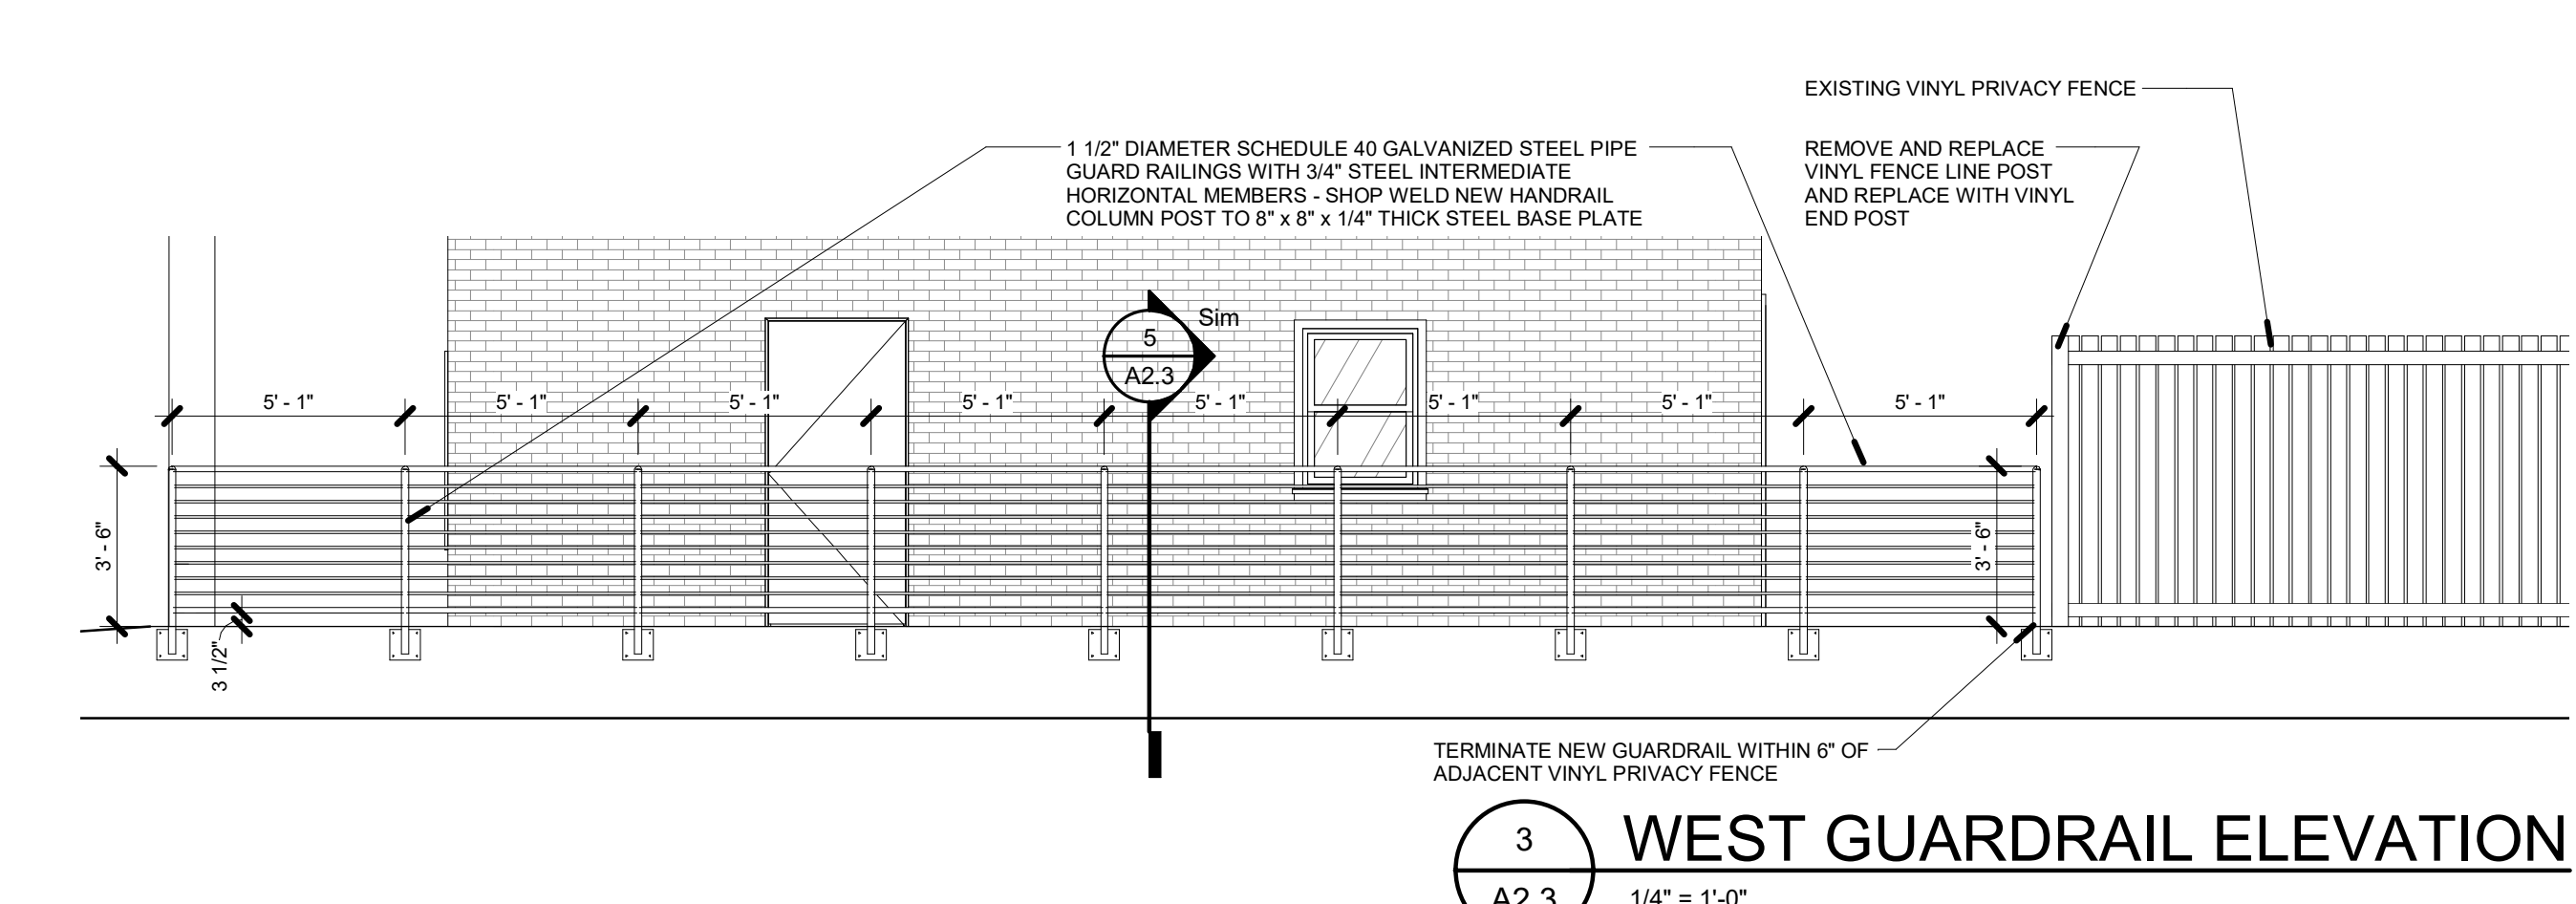 EXISTING VINYL PRIVACY FENCE
1 1/2" DIAMETER SCHEDULE 40 GALVANIZED STEEL PIPE
GUARD RAILINGS WITH 3/4" STEEL INTERMEDIATE
HORIZONTAL MEMBERS - SHOP WELD NEW HANDRAIL
COLUMN POST TO 8" x 8" x 1/4" THICK STEEL BASE PLATE
REMOVE AND REPLACE
VINYL FENCE LINE POST
AND REPLACE WITH VINYL
END POST
Sim
5
A2.3
5' - 1"
5' - 1"
5' - 1"
5' - 1"
5' - 1"
5' - 1"
5' - 1"
5' - 1"
3' - 6"
3' - 6"
3 1/2"
TERMINATE NEW GUARDRAIL WITHIN 6" OF
ADJACENT VINYL PRIVACY FENCE
3
WEST GUARDRAIL ELEVATION
A2.3
1/4" = 1'-0"